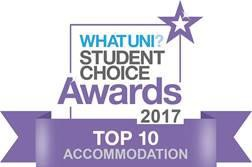 WHATUNI?
STUDENT
CHOICE
Awards
2017
TOP 10
ACCOMMODATION